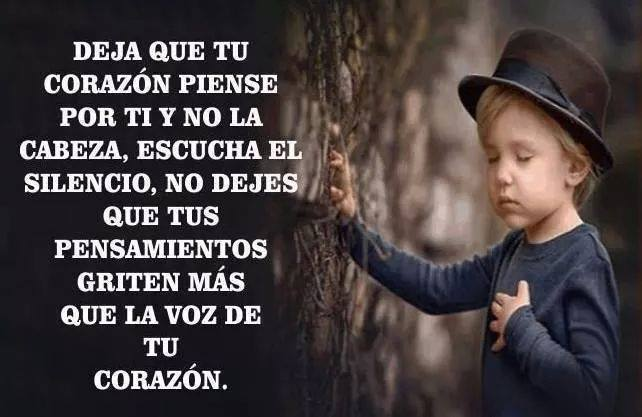 DEJA QUE TU
CORAZÓN PIENSE
POR TI Y NO LA
CABEZA, ESCUCHA EL
SILENCIO, NO DEJES
QUE TUS
PENSAMIENTOS
GRITEN MÁS
QUE LA VOZ DE
TU
CORAZÓN.